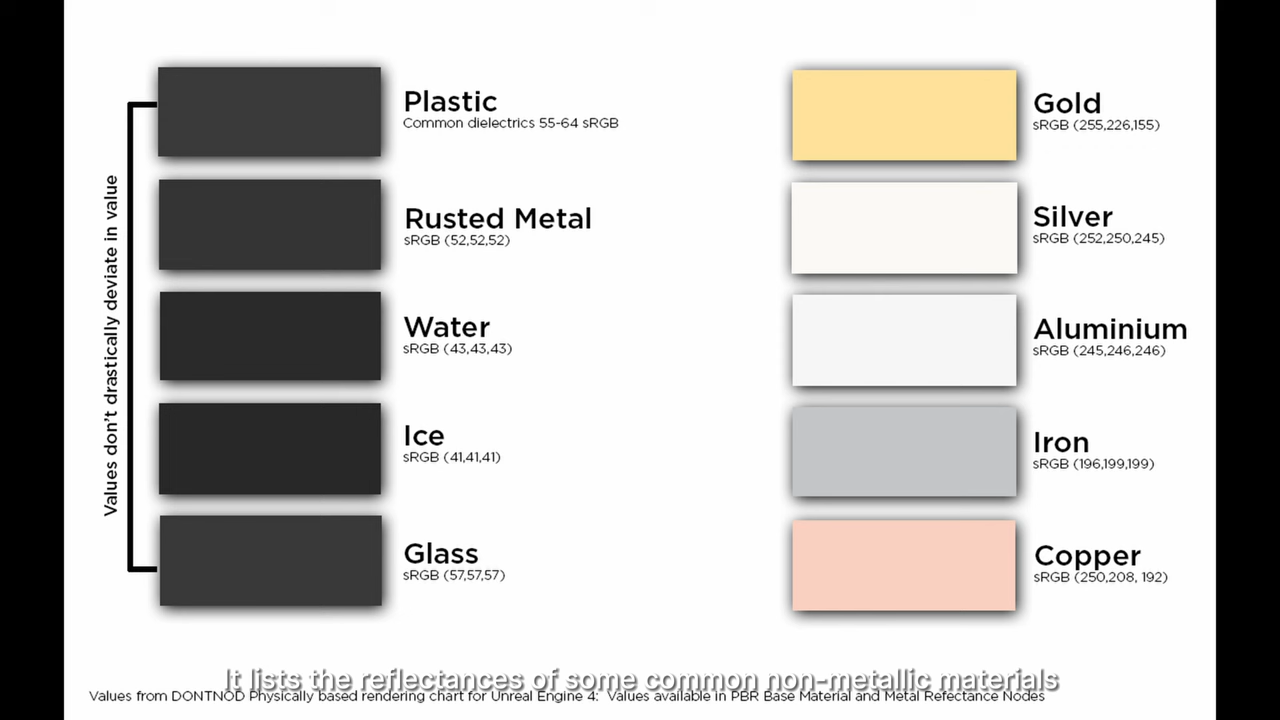 Values don't drastically deviate in value
Plastic
Common dielectrics 55-64 sRGB
Rusted Metal
sRGB (52,52,52)
Water
sRGB (43,43,43)
Ice
sRGB (41,41,41)
Glass
sRGB (57,57,57)
Gold
sRGB (255,226,155)
Silver
sRGB (252,250,245)
Aluminium
sRGB (245,246,246)
Iron
sRGB (196,199,199)
Copper
sRGB (250,208, 192)
It lists the reflectances of some common non-metallic materials
Values from DONTNOD Physically based rendering chart for Unreal Engine 4:  Values available in PBR Base Material and Metal Refectance Nodes